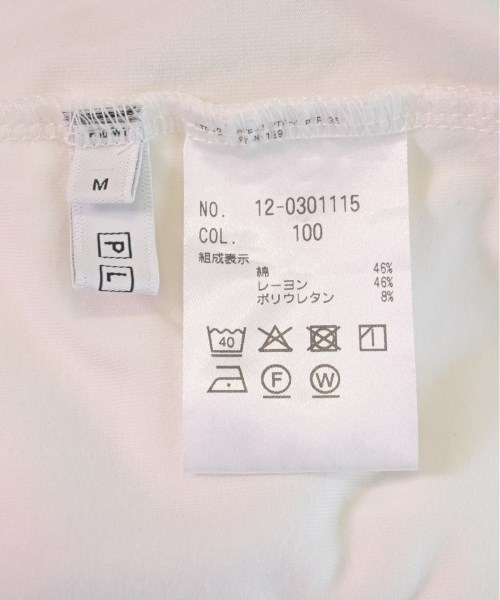 M
PL
NO. 12-0301115
COL. 100
組成表示
綿 46%
レーヨン 46%
ポリウレタン 8%
40
F W